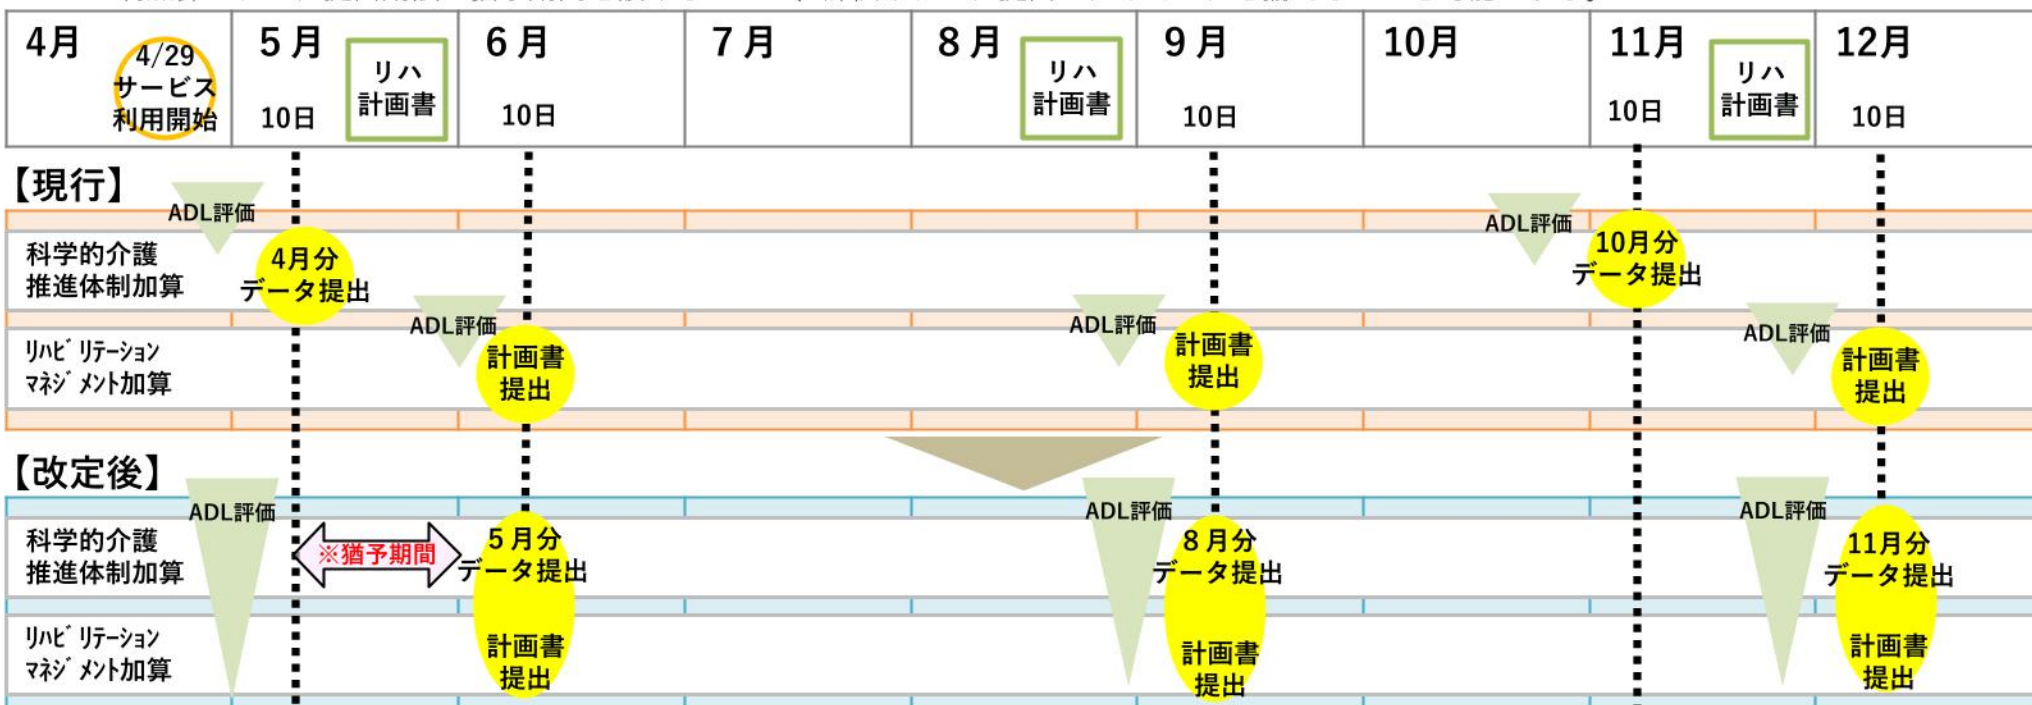 4月
4/29
サービス
利用開始
5月
10日
リハ
計画書
6月
10日
7月
8月
リハ
計画書
9月
10日
10月
11月
10日
リハ
計画書
12月
10日
【現行】
ADL評価
ADL評価
科学的介護
推進体制加算
4月分
データ提出
10月分
データ提出
ADL評価
ADL評価
ADL評価
ﾘﾊﾋﾞﾘﾃｰｼｮﾝ
ﾏﾈｼﾞﾒﾝﾄ加算
計画書
提出
計画書
提出
計画書
提出
【改定後】
ADL評価
ADL評価
ADL評価
科学的介護
推進体制加算
※猶予期間
5月分
データ提出
8月分
データ提出
11月分
データ提出
ﾘﾊﾋﾞﾘﾃｰｼｮﾝ
ﾏﾈｼﾞﾒﾝﾄ加算
計画書
提出
計画書
提出
計画書
提出